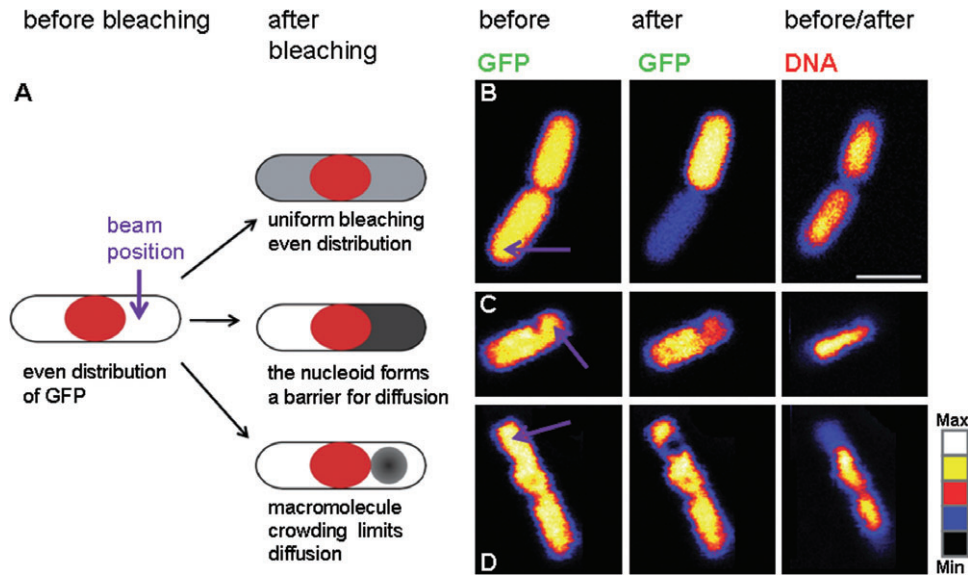 before bleaching
after
bleaching
before
after
before/after
GFP
GFP
DNA
A
B
beam
position
uniform bleaching
even distribution
even distribution
of GFP
the nucleoid forms
a barrier for diffusion
C
macromolecule
crowding limits
diffusion
D
Max
Min